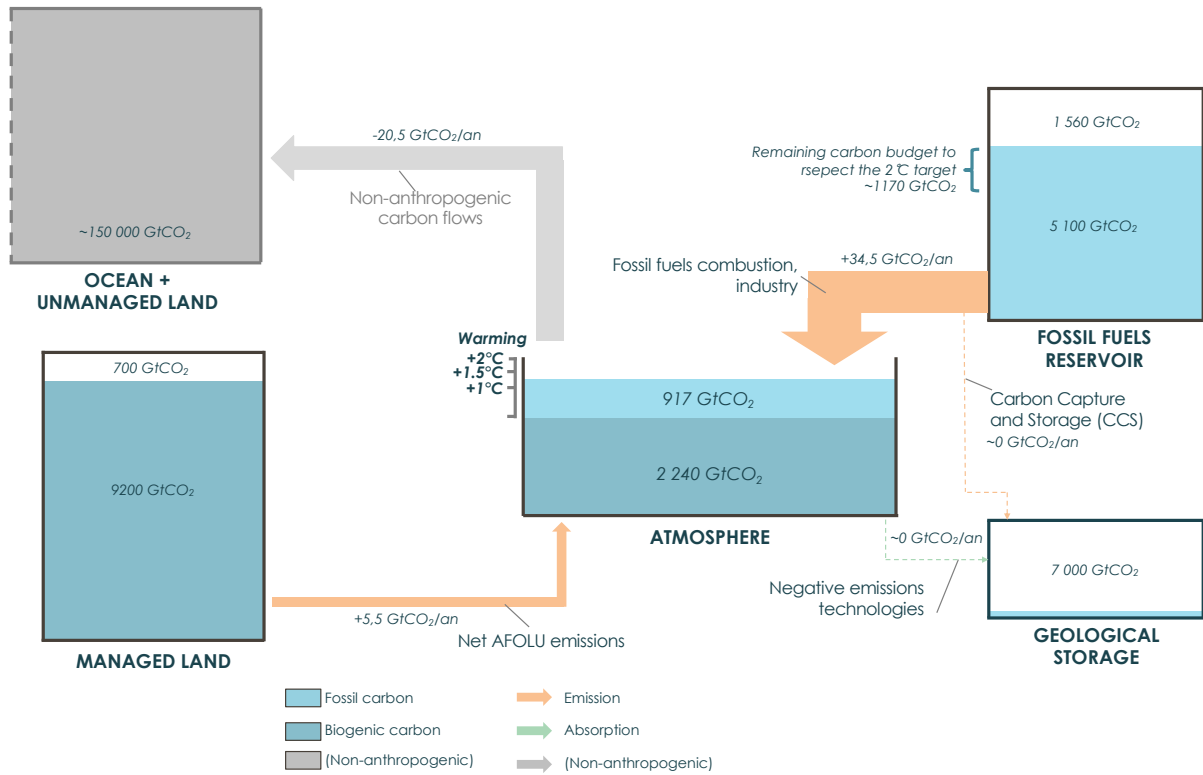 -20,5 GtCO₂/an
Non-anthropogenic
carbon flows
~150 000 GtCO₂
OCEAN +
UNMANAGED LAND
1 560 GtCO₂
Remaining carbon budget to
rsepect the 2°C target
~1170 GtCO₂
5 100 GtCO₂
+34,5 GtCO₂/an
Fossil fuels combustion,
industry
FOSSIL FUELS
RESERVOIR
Warming
+2°C
+1.5°C
+1°C
700 GtCO₂
9200 GtCO₂
MANAGED LAND
917 GtCO₂
2 240 GtCO₂
ATMOSPHERE
Carbon Capture
and Storage (CCS)
~0 GtCO₂/an
~0 GtCO₂/an
Negative emissions
technologies
7 000 GtCO₂
GEOLOGICAL
STORAGE
+5,5 GtCO₂/an
Net AFOLU emissions
Fossil carbon
Emission
Biogenic carbon
Absorption
(Non-anthropogenic)
(Non-anthropogenic)